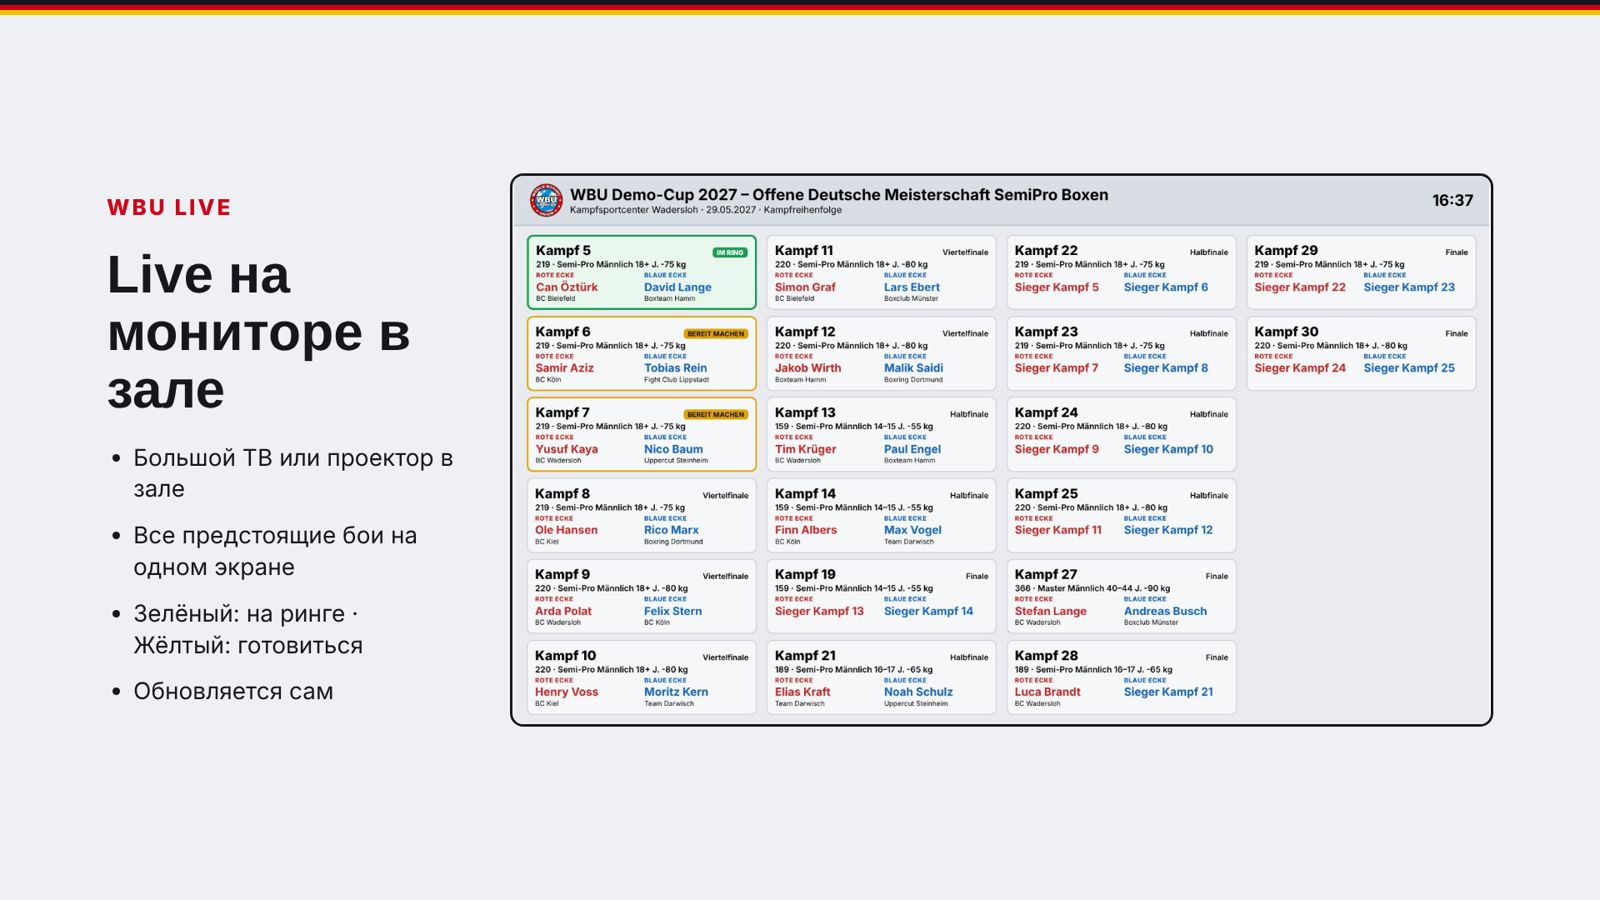 WBU LIVE
Live на
мониторе в
зале
• Большой ТВ или проектор в
зале
• Все предстоящие бои на
одном экране
• Зелёный: на ринге ·
Жёлтый: готовиться
• Обновляется сам
WBU
WBU Demo-Cup 2027 – Offene Deutsche Meisterschaft SemiPro Boxen
Kampfsportcenter Wadersloh · 29.05.2027 · Kampfreihenfolge
16:37
Kampf 5 IM RING
219 · Semi-Pro Männlich 18+ J. -75 kg
ROTE ECKE BLAUE ECKE
Can Öztürk David Lange
BC Bielefeld Boxteam Hamm
Kampf 6 BEREIT MACHEN
219 · Semi-Pro Männlich 18+ J. -75 kg
ROTE ECKE BLAUE ECKE
Samir Aziz Tobias Rein
BC Köln Fight Club Lippstadt
Kampf 7 BEREIT MACHEN
219 · Semi-Pro Männlich 18+ J. -75 kg
ROTE ECKE BLAUE ECKE
Yusuf Kaya Nico Baum
BC Wadersloh Uppercut Steinheim
Kampf 8 Viertelfinale
219 · Semi-Pro Männlich 18+ J. -75 kg
ROTE ECKE BLAUE ECKE
Ole Hansen Rico Marx
BC Kiel Boxring Dortmund
Kampf 9 Viertelfinale
220 · Semi-Pro Männlich 18+ J. -80 kg
ROTE ECKE BLAUE ECKE
Arda Polat Felix Stern
BC Wadersloh BC Köln
Kampf 10 Viertelfinale
220 · Semi-Pro Männlich 18+ J. -80 kg
ROTE ECKE BLAUE ECKE
Henry Voss Moritz Kern
BC Kiel Team Darwisch
Kampf 11 Viertelfinale
220 · Semi-Pro Männlich 18+ J. -80 kg
ROTE ECKE BLAUE ECKE
Simon Graf Lars Ebert
BC Bielefeld Boxclub Münster
Kampf 12 Viertelfinale
220 · Semi-Pro Männlich 18+ J. -80 kg
ROTE ECKE BLAUE ECKE
Jakob Wirth Malik Saidi
Boxteam Hamm Boxring Dortmund
Kampf 13 Halbfinale
159 · Semi-Pro Männlich 14–15 J. -55 kg
ROTE ECKE BLAUE ECKE
Tim Krüger Paul Engel
BC Wadersloh Boxteam Hamm
Kampf 14 Halbfinale
159 · Semi-Pro Männlich 14–15 J. -55 kg
ROTE ECKE BLAUE ECKE
Finn Albers Max Vogel
BC Köln Team Darwisch
Kampf 19 Finale
159 · Semi-Pro Männlich 14–15 J. -55 kg
ROTE ECKE BLAUE ECKE
Sieger Kampf 13 Sieger Kampf 14
Kampf 21 Halbfinale
189 · Semi-Pro Männlich 16–17 J. -65 kg
ROTE ECKE BLAUE ECKE
Elias Kraft Noah Schulz
Team Darwisch Uppercut Steinheim
Kampf 22 Halbfinale
219 · Semi-Pro Männlich 18+ J. -75 kg
ROTE ECKE BLAUE ECKE
Sieger Kampf 5 Sieger Kampf 6
Kampf 23 Halbfinale
219 · Semi-Pro Männlich 18+ J. -75 kg
ROTE ECKE BLAUE ECKE
Sieger Kampf 7 Sieger Kampf 8
Kampf 24 Halbfinale
220 · Semi-Pro Männlich 18+ J. -80 kg
ROTE ECKE BLAUE ECKE
Sieger Kampf 9 Sieger Kampf 10
Kampf 25 Halbfinale
220 · Semi-Pro Männlich 18+ J. -80 kg
ROTE ECKE BLAUE ECKE
Sieger Kampf 11 Sieger Kampf 12
Kampf 27 Finale
366 · Master Männlich 40–44 J. -90 kg
ROTE ECKE BLAUE ECKE
Stefan Lange Andreas Busch
BC Wadersloh Boxclub Münster
Kampf 28 Finale
189 · Semi-Pro Männlich 16–17 J. -65 kg
ROTE ECKE BLAUE ECKE
Luca Brandt Sieger Kampf 21
BC Wadersloh
Kampf 29 Finale
219 · Semi-Pro Männlich 18+ J. -75 kg
ROTE ECKE BLAUE ECKE
Sieger Kampf 22 Sieger Kampf 23
Kampf 30 Finale
220 · Semi-Pro Männlich 18+ J. -80 kg
ROTE ECKE BLAUE ECKE
Sieger Kampf 24 Sieger Kampf 25